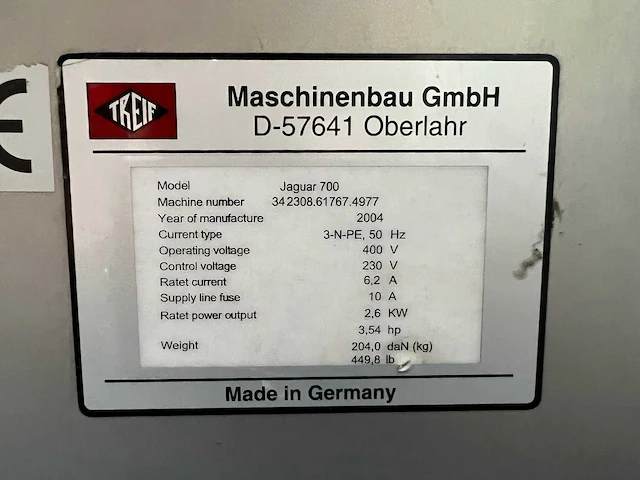 CE
TREIF
Maschinenbau GmbH
D-57641 Oberlahr
Model Jaguar 700
Machine number 342308.61767.4977
Year of manufacture 2004
Current type 3-N-PE, 50 Hz
Operating voltage 400 V
Control voltage 230 V
Ratet current 6,2 A
Supply line fuse 10 A
Ratet power output 2,6 KW
3,54 hp
Weight 204,0 daN (kg)
449,8 lb
Made in Germany